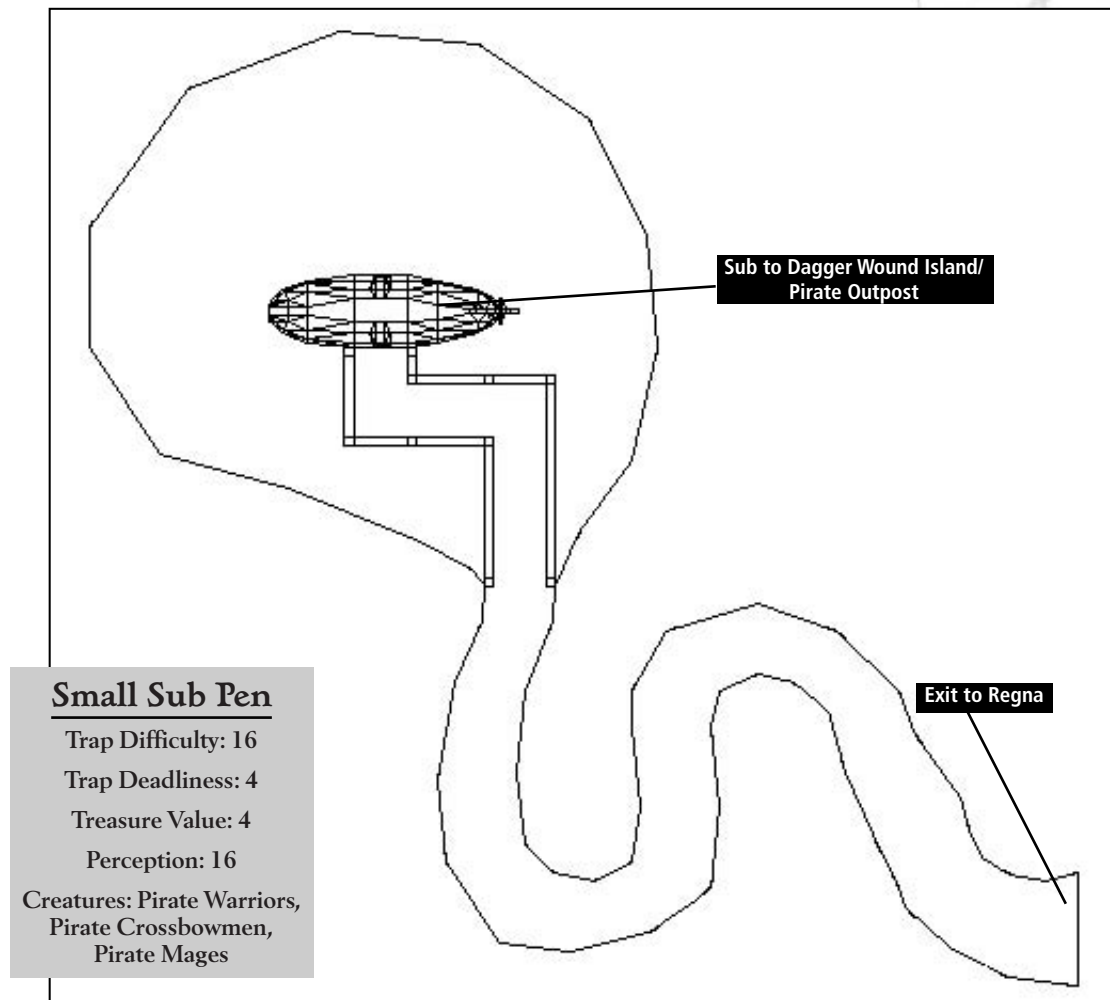 Sub to Dagger Wound Island/
Pirate Outpost
Exit to Regna
Small Sub Pen
Trap Difficulty: 16
Trap Deadliness: 4
Treasure Value: 4
Perception: 16
Creatures: Pirate Warriors,
Pirate Crossbowmen,
Pirate Mages